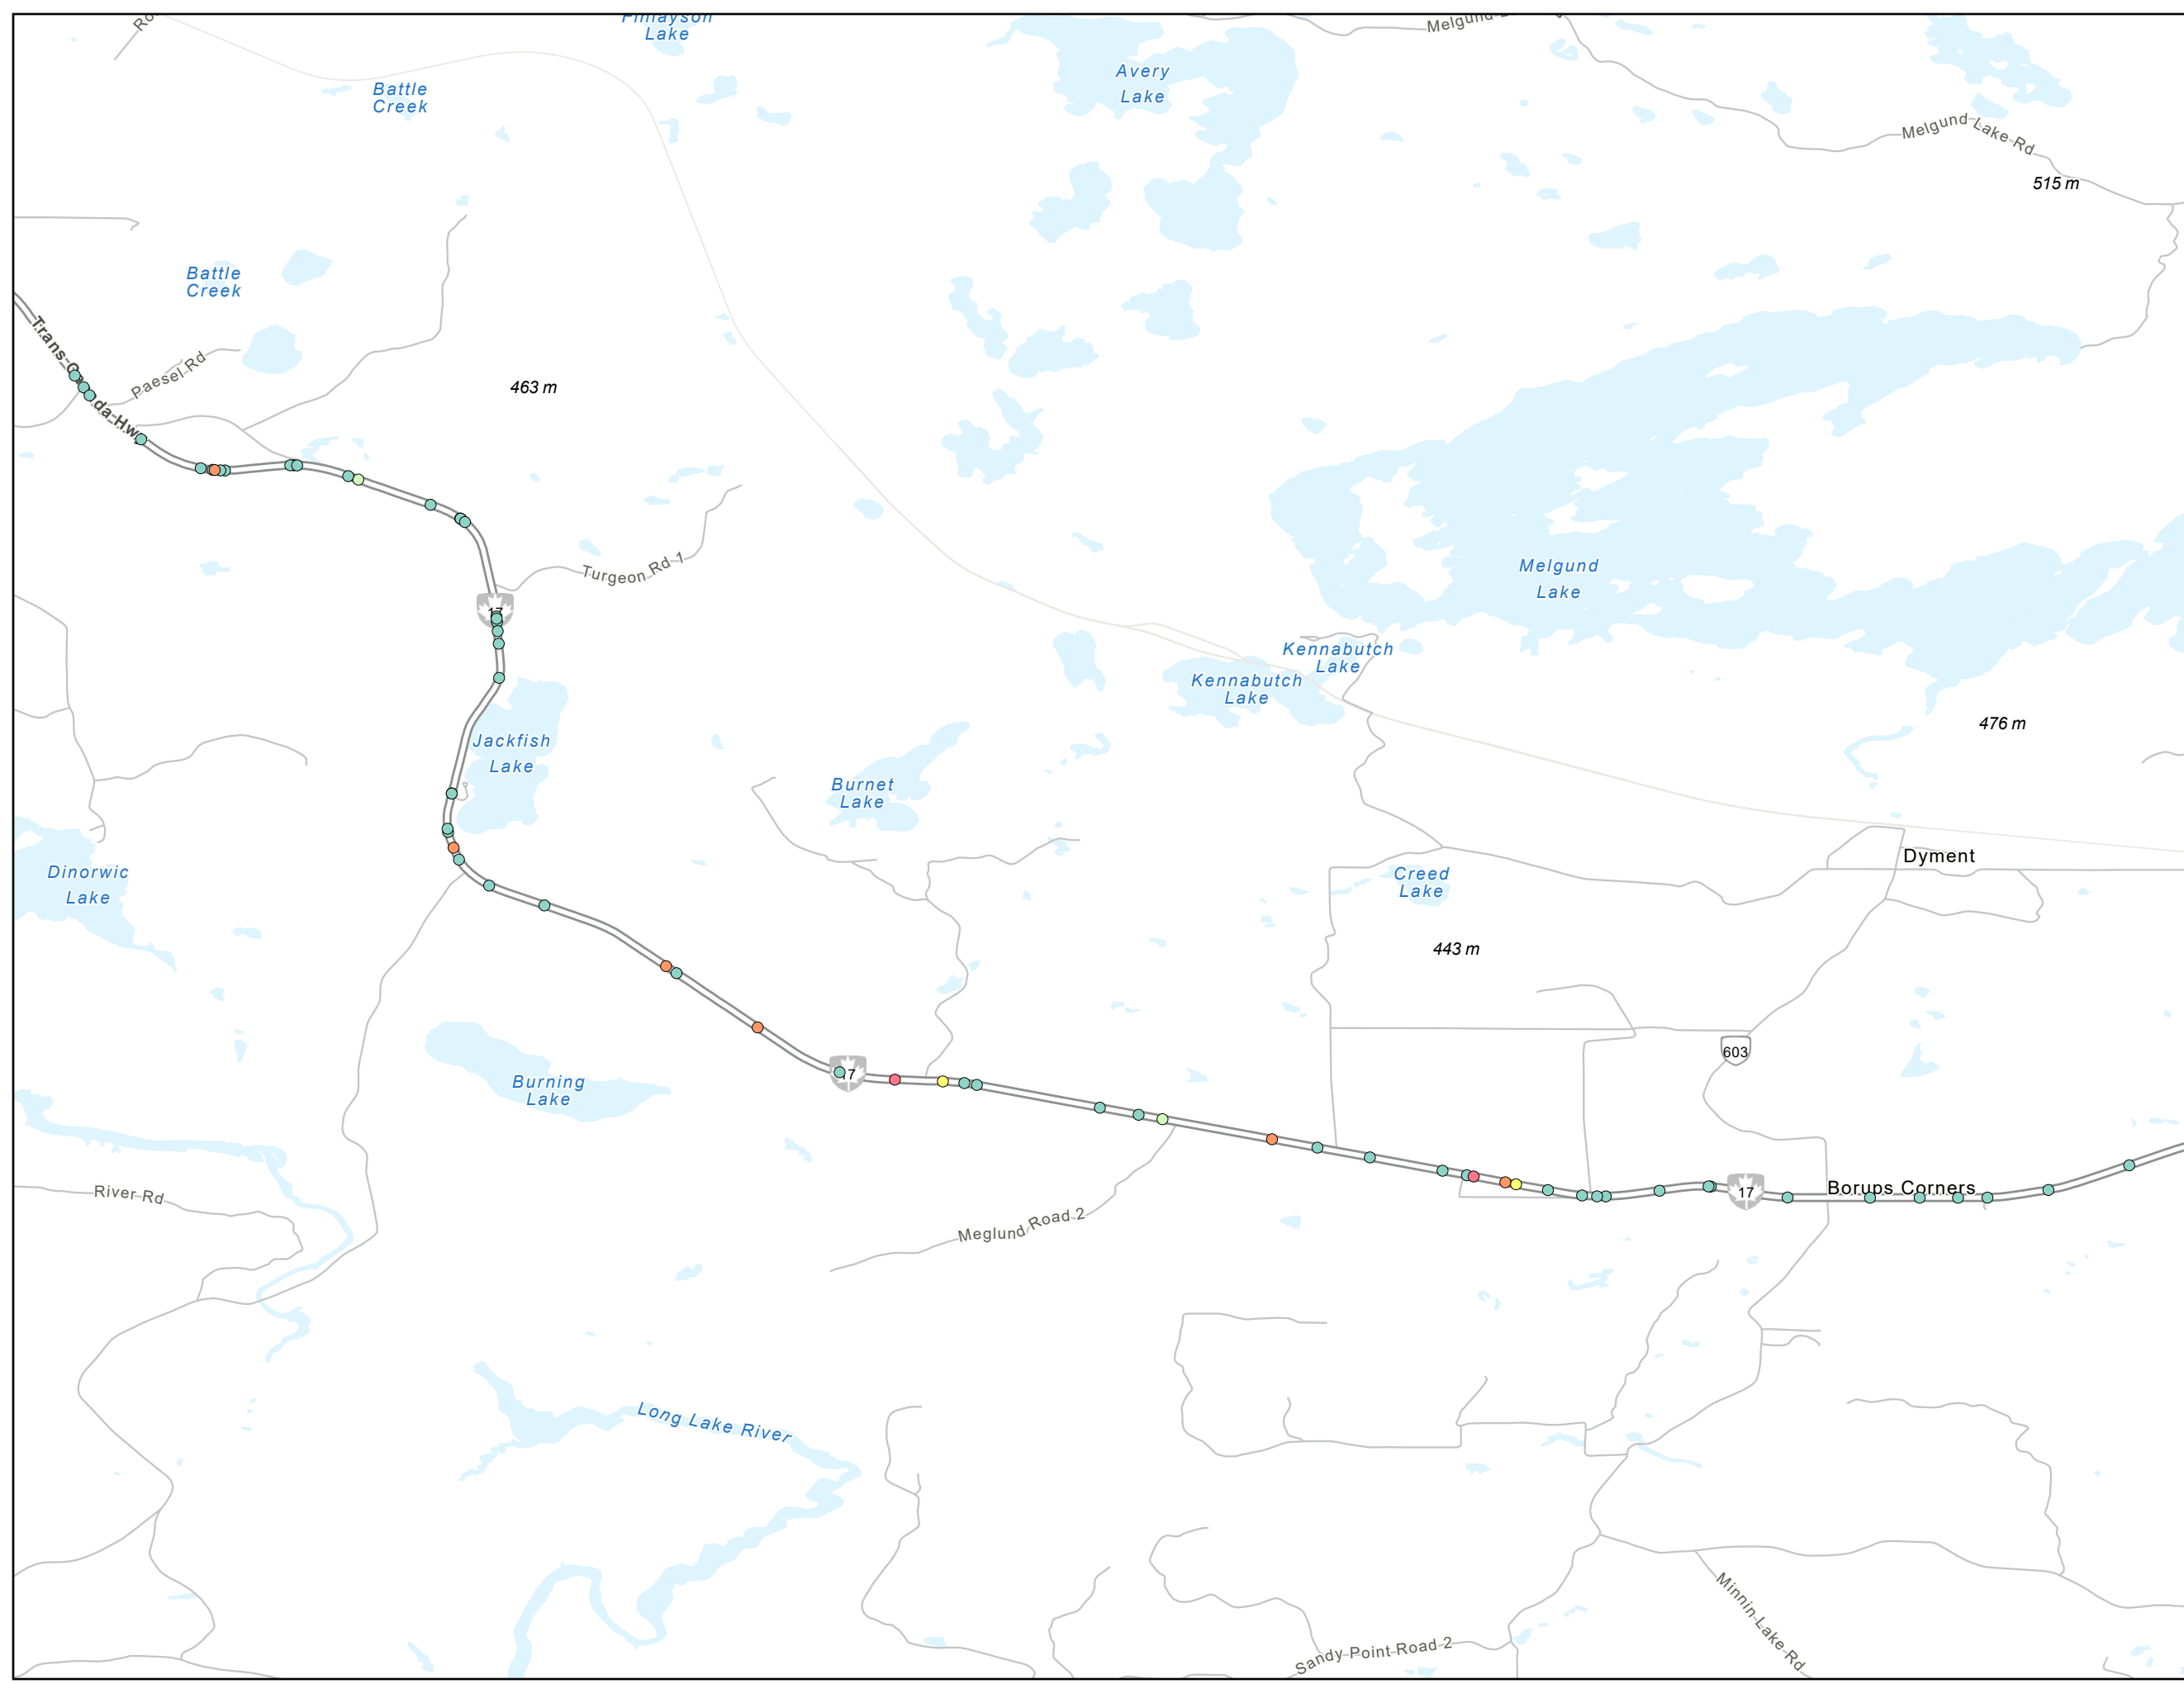 Finlayson
Lake
Melgund
Avery
Lake
Battle
Creek
Melgund Lake Rd
515 m
Battle
Creek
Trans-C
da-Hwy
Paesel Rd
463 m
Turgeon Rd 1
Melgund
Lake
17
Kennabutch
Lake
Kennabutch
Lake
476 m
Jackfish
Lake
Burnet
Lake
Dyment
Dinorwic
Lake
Creed
Lake
443 m
603
17
Burning
Lake
River Rd
17
Borups Corners
Meglund Road 2
Long Lake River
Minnin Lake Rd
Sandy Point Road 2